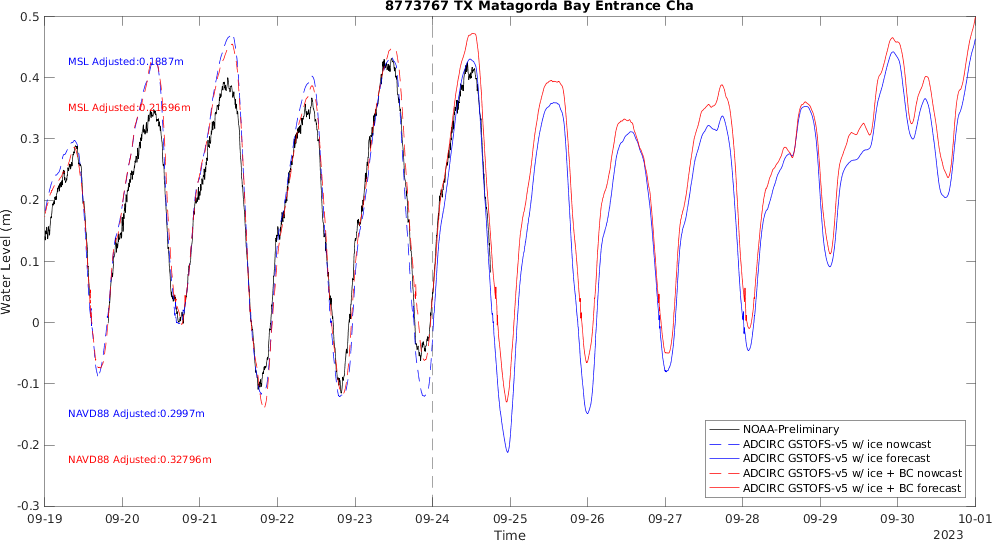 8773767 TX Matagorda Bay Entrance Cha
Water Level (m)
0.5
0.4
0.3
0.2
0.1
0
-0.1
-0.2
-0.3
MSL Adjusted:0.1887m
MSL Adjusted:0.21696m
NAVD88 Adjusted:0.2997m
NAVD88 Adjusted:0.32796m
NOAA-Preliminary
ADCIRC GSTOFS-v5 w/ ice nowcast
ADCIRC GSTOFS-v5 w/ ice forecast
ADCIRC GSTOFS-v5 w/ ice + BC nowcast
ADCIRC GSTOFS-v5 w/ ice + BC forecast
09-19 09-20 09-21 09-22 09-23 09-24 09-25 09-26 09-27 09-28 09-29 09-30 10-01
Time
2023